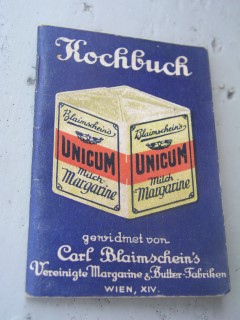 Kochbuch
Blaimschein's
UNICUM
Milch
Margarine
Blaimschein's
UNICUM
Milch
Margarine
gewidmet von
Carl Blaimschein's
Vereinigte Margarine & Butter-Fabriken
WIEN, XIV.